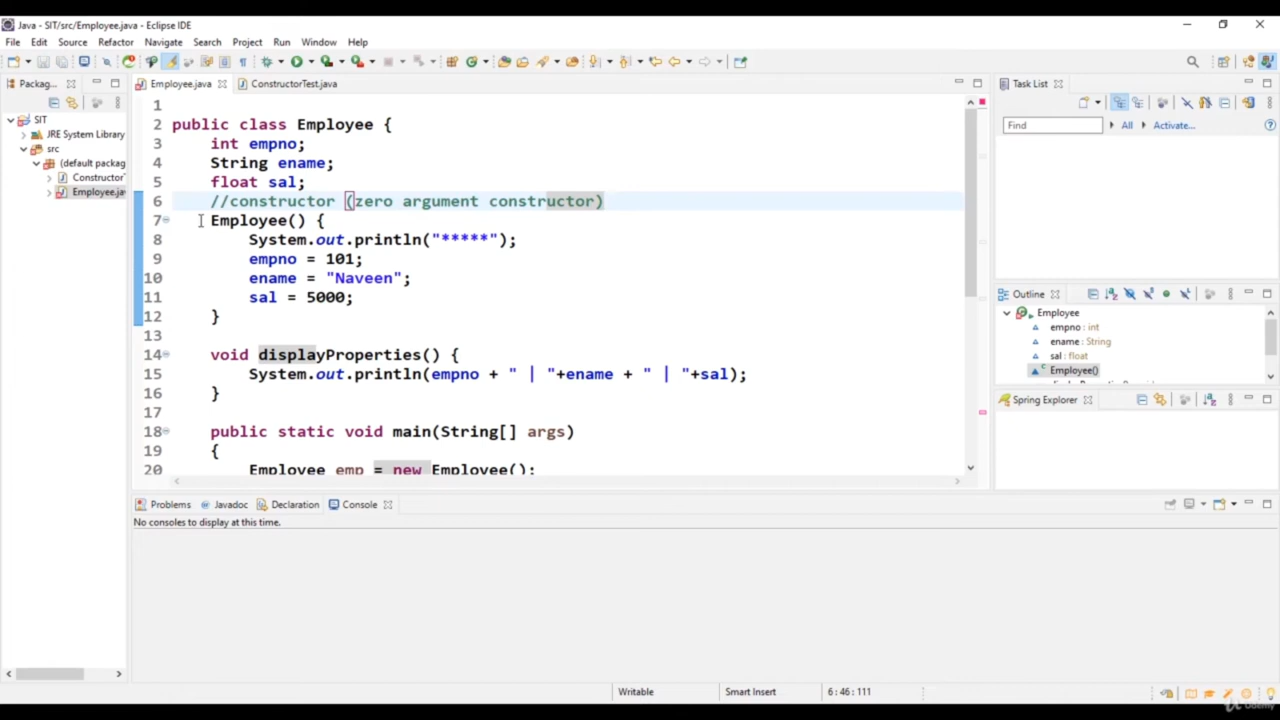 Java - SIT/src/Employee.java - Eclipse IDE
File Edit Source Refactor Navigate Search Project Run Window Help
Packag...
Employee.java
ConstructorTest.java
Task List
SIT
JRE System Library
src
(default packag
Constructor
Employee.java
1
2 public class Employee {
3 int empno;
4 String ename;
5 float sal;
6 //constructor (zero argument constructor)
7 Employee() {
8 System.out.println("*****");
9 empno = 101;
10 ename = "Naveen";
11 sal = 5000;
12 }
13
14 void displayProperties() {
15 System.out.println(empno + " | "+ename + " | "+sal);
16 }
17
18 public static void main(String[] args)
19 {
20 Employee emp = new Employee();
Find
All
Activate...
Outline
Employee
empno : int
ename : String
sal : float
Employee()
Spring Explorer
Problems Javadoc Declaration Console
No consoles to display at this time.
Writable Smart Insert 6 : 46 : 111
Udemy